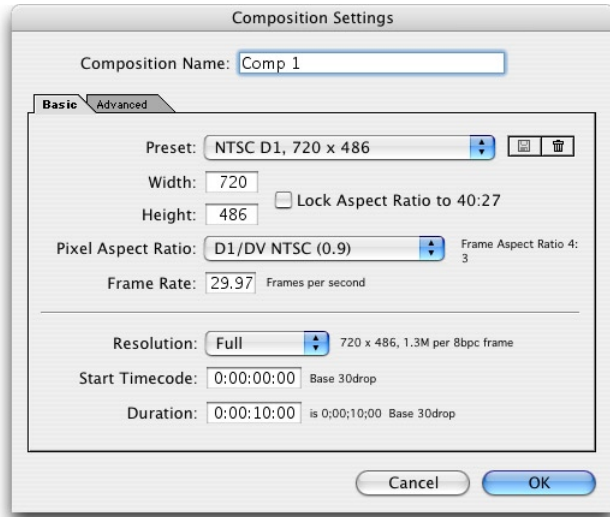 Composition Settings
Composition Name: Comp 1
Basic Advanced
Preset: NTSC D1, 720 x 486
Width: 720
Lock Aspect Ratio to 40:27
Height: 486
Pixel Aspect Ratio: D1/DV NTSC (0.9) Frame Aspect Ratio 4:
3
Frame Rate: 29.97 Frames per second
Resolution: Full 720 x 486, 1.3M per 8bpc frame
Start Timecode: 0:00:00:00 Base 30drop
Duration: 0:00:10:00 is 0;00;10;00 Base 30drop
Cancel OK